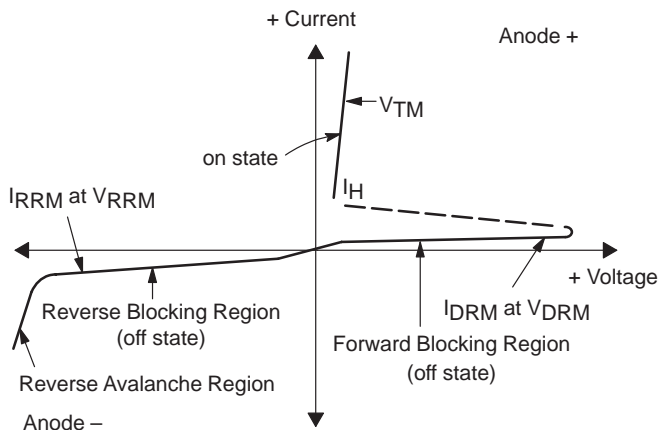 + Current
Anode +
VTM
on state
IH
IRRM at VRRM
+ Voltage
IDRM at VDRM
Reverse Blocking Region
(off state)
Forward Blocking Region
(off state)
Reverse Avalanche Region
Anode –